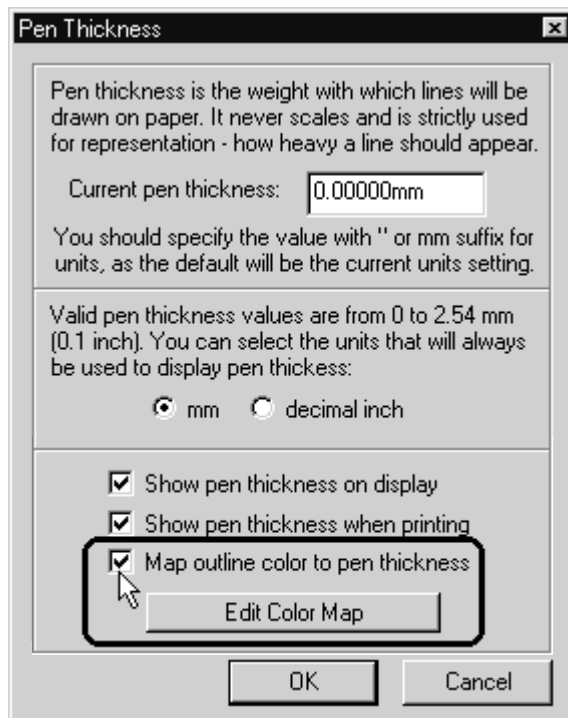 Pen Thickness
Pen thickness is the weight with which lines will be
drawn on paper. It never scales and is strictly used
for representation - how heavy a line should appear.
Current pen thickness: 0.00000mm
You should specify the value with " or mm suffix for
units, as the default will be the current units setting.
Valid pen thickness values are from 0 to 2.54 mm
(0.1 inch). You can select the units that will always
be used to display pen thickess:
mm decimal inch
Show pen thickness on display
Show pen thickness when printing
Map outline color to pen thickness
Edit Color Map
OK Cancel